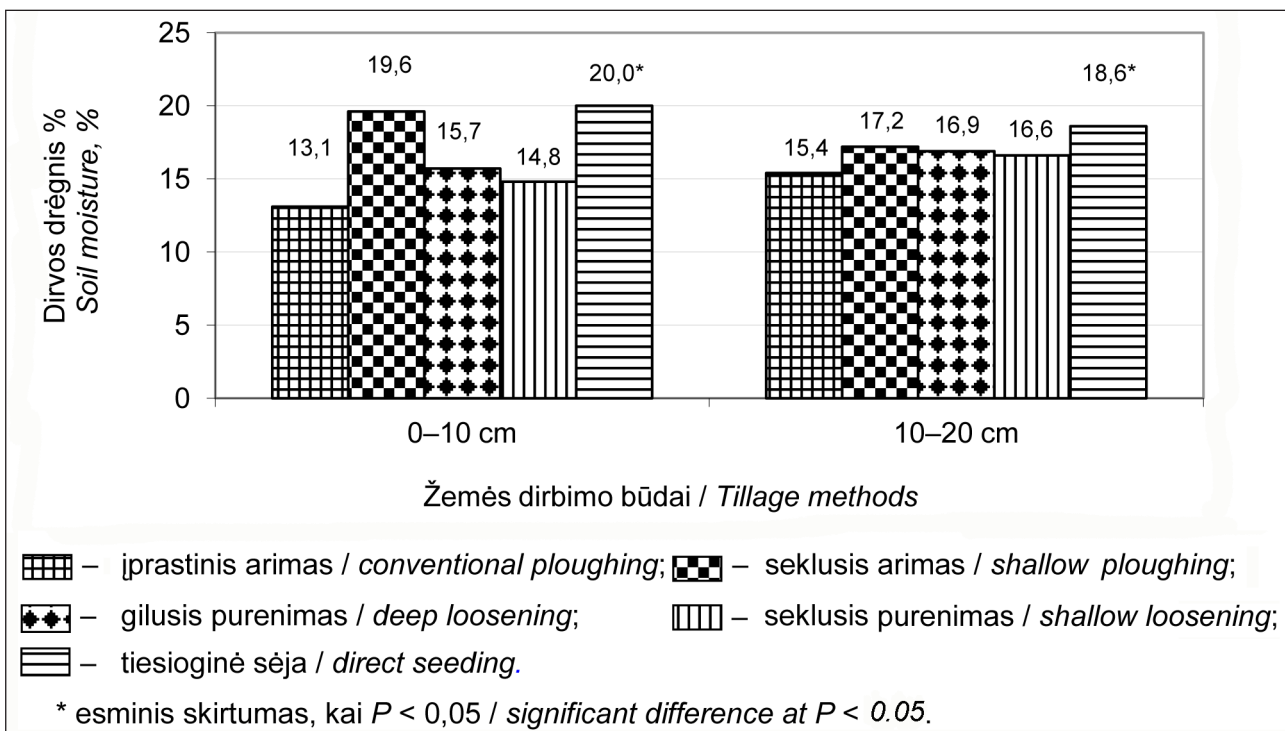 Dirvos drėgnis %
Soil moisture, %
25
20
15
10
5
0
13,1
19,6
15,7
14,8
20,0*
15,4
17,2
16,9
16,6
18,6*
0–10 cm
10–20 cm
Žemės dirbimo būdai / Tillage methods
– įprastinis arimas / conventional ploughing; – seklusis arimas / shallow ploughing;
– gilusis purenimas / deep loosening; – seklusis purenimas / shallow loosening;
– tiesioginė sėja / direct seeding.
* esminis skirtumas, kai P < 0,05 / significant difference at P < 0.05.